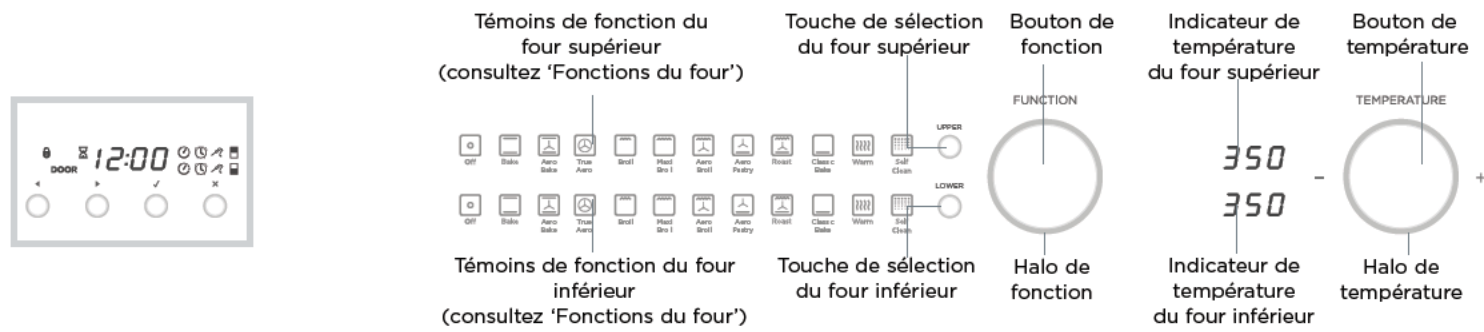 Témoins de fonction du
four supérieur
(consultez ‘Fonctions du four’)
Touche de sélection
du four supérieur
Bouton de
fonction
Indicateur de
température
du four supérieur
Bouton de
température
FUNCTION
TEMPERATURE
DOOR
12:00
UPPER
Off
Bake
Aero
Bake
True
Aero
Broil
Maxi
Broil
Aero
Broil
Aero
Pastry
Roast
Classic
Bake
Warm
Self
Clean
350
- +
LOWER
Off
Bake
Aero
Bake
True
Aero
Broil
Maxi
Broil
Aero
Broil
Aero
Pastry
Roast
Classic
Bake
Warm
Self
Clean
350
Témoins de fonction du four
inférieur
(consultez ‘Fonctions du four’)
Touche de sélection
du four inférieur
Halo de
fonction
Indicateur de
température
du four inférieur
Halo de
température